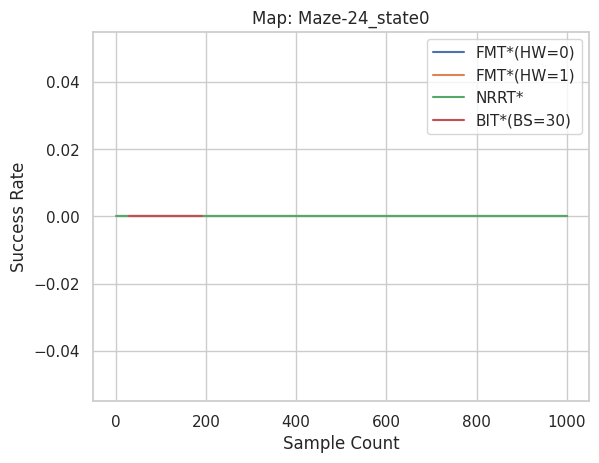 Map: Maze-24_state0
FMT*(HW=0)
FMT*(HW=1)
NRRT*
BIT*(BS=30)
Success Rate
0.04
0.02
0.00
−0.02
−0.04
0 200 400 600 800 1000
Sample Count